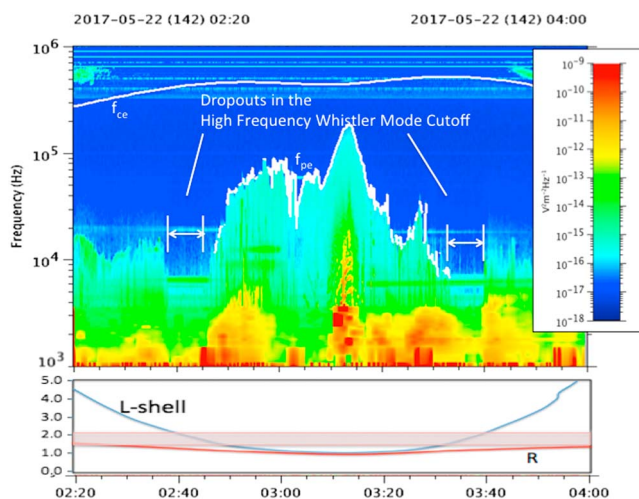 2017-05-22 (142) 02:20
2017-05-22 (142) 04:00
10⁶
10⁵
10⁴
10³
Frequency (Hz)
f_ce
Dropouts in the
High Frequency Whistler Mode Cutoff
f_pe
10⁻⁹
10⁻¹⁰
10⁻¹¹
10⁻¹²
10⁻¹³
10⁻¹⁴
10⁻¹⁵
10⁻¹⁶
10⁻¹⁷
10⁻¹⁸
V²m⁻²Hz⁻¹
5.0
4.0
3.0
2.0
1.0
0.0
L-shell
R
02:20
02:40
03:00
03:20
03:40
04:00